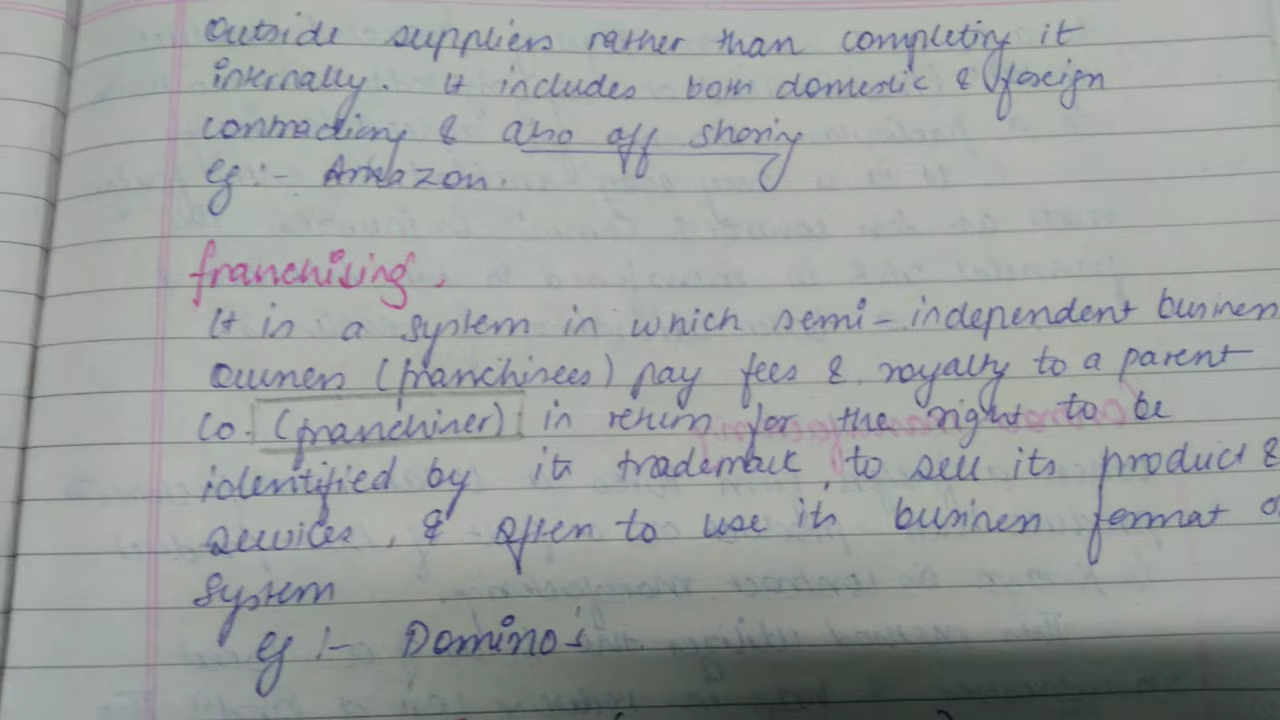 outside suppliers rather than completing it
internally. It includes both domestic & foreign
contracting & also off shoring
eg :- Amazon.
franchising.
It is a system in which semi-independent business
owners (franchisees) pay fees & royalty to a parent
co. (franchiser) in return for the right to be
identified by its trademark, to sell its product &
services, & often to use its business format
system
eg :- Domino's